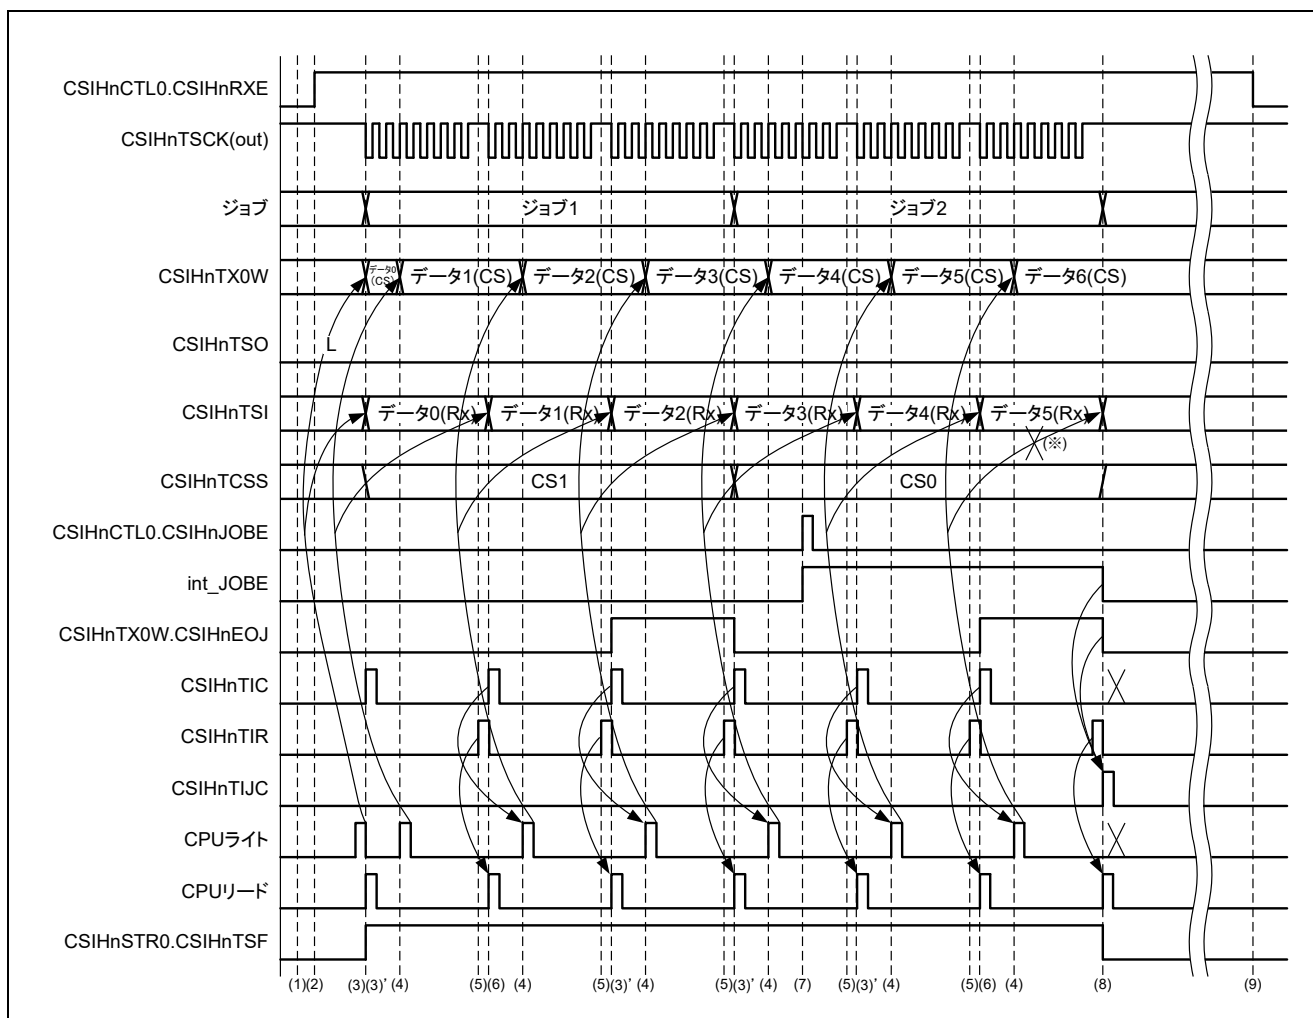 CSIHnCTL0.CSIHnRXE
CSIHnTSCK(out)
ジョブ ジョブ1 ジョブ2
CSIHnTX0W データ0(CS) データ1(CS) データ2(CS) データ3(CS) データ4(CS) データ5(CS) データ6(CS)
CSIHnTSO L
CSIHnTSI データ0(Rx) データ1(Rx) データ2(Rx) データ3(Rx) データ4(Rx) データ5(Rx)
(※)
CSIHnTCSS CS1 CS0
CSIHnCTL0.CSIHnJOBE
int_JOBE
CSIHnTX0W.CSIHnEOJ
CSIHnTIC
CSIHnTIR
CSIHnTIJC
CPUライト
CPUリード
CSIHnSTR0.CSIHnTSF
(1)(2) (3)(3)' (4) (5)(6) (4) (5)(3)' (4) (5)(3)' (4) (7) (5)(3)' (4) (5)(6) (4) (8) (9)